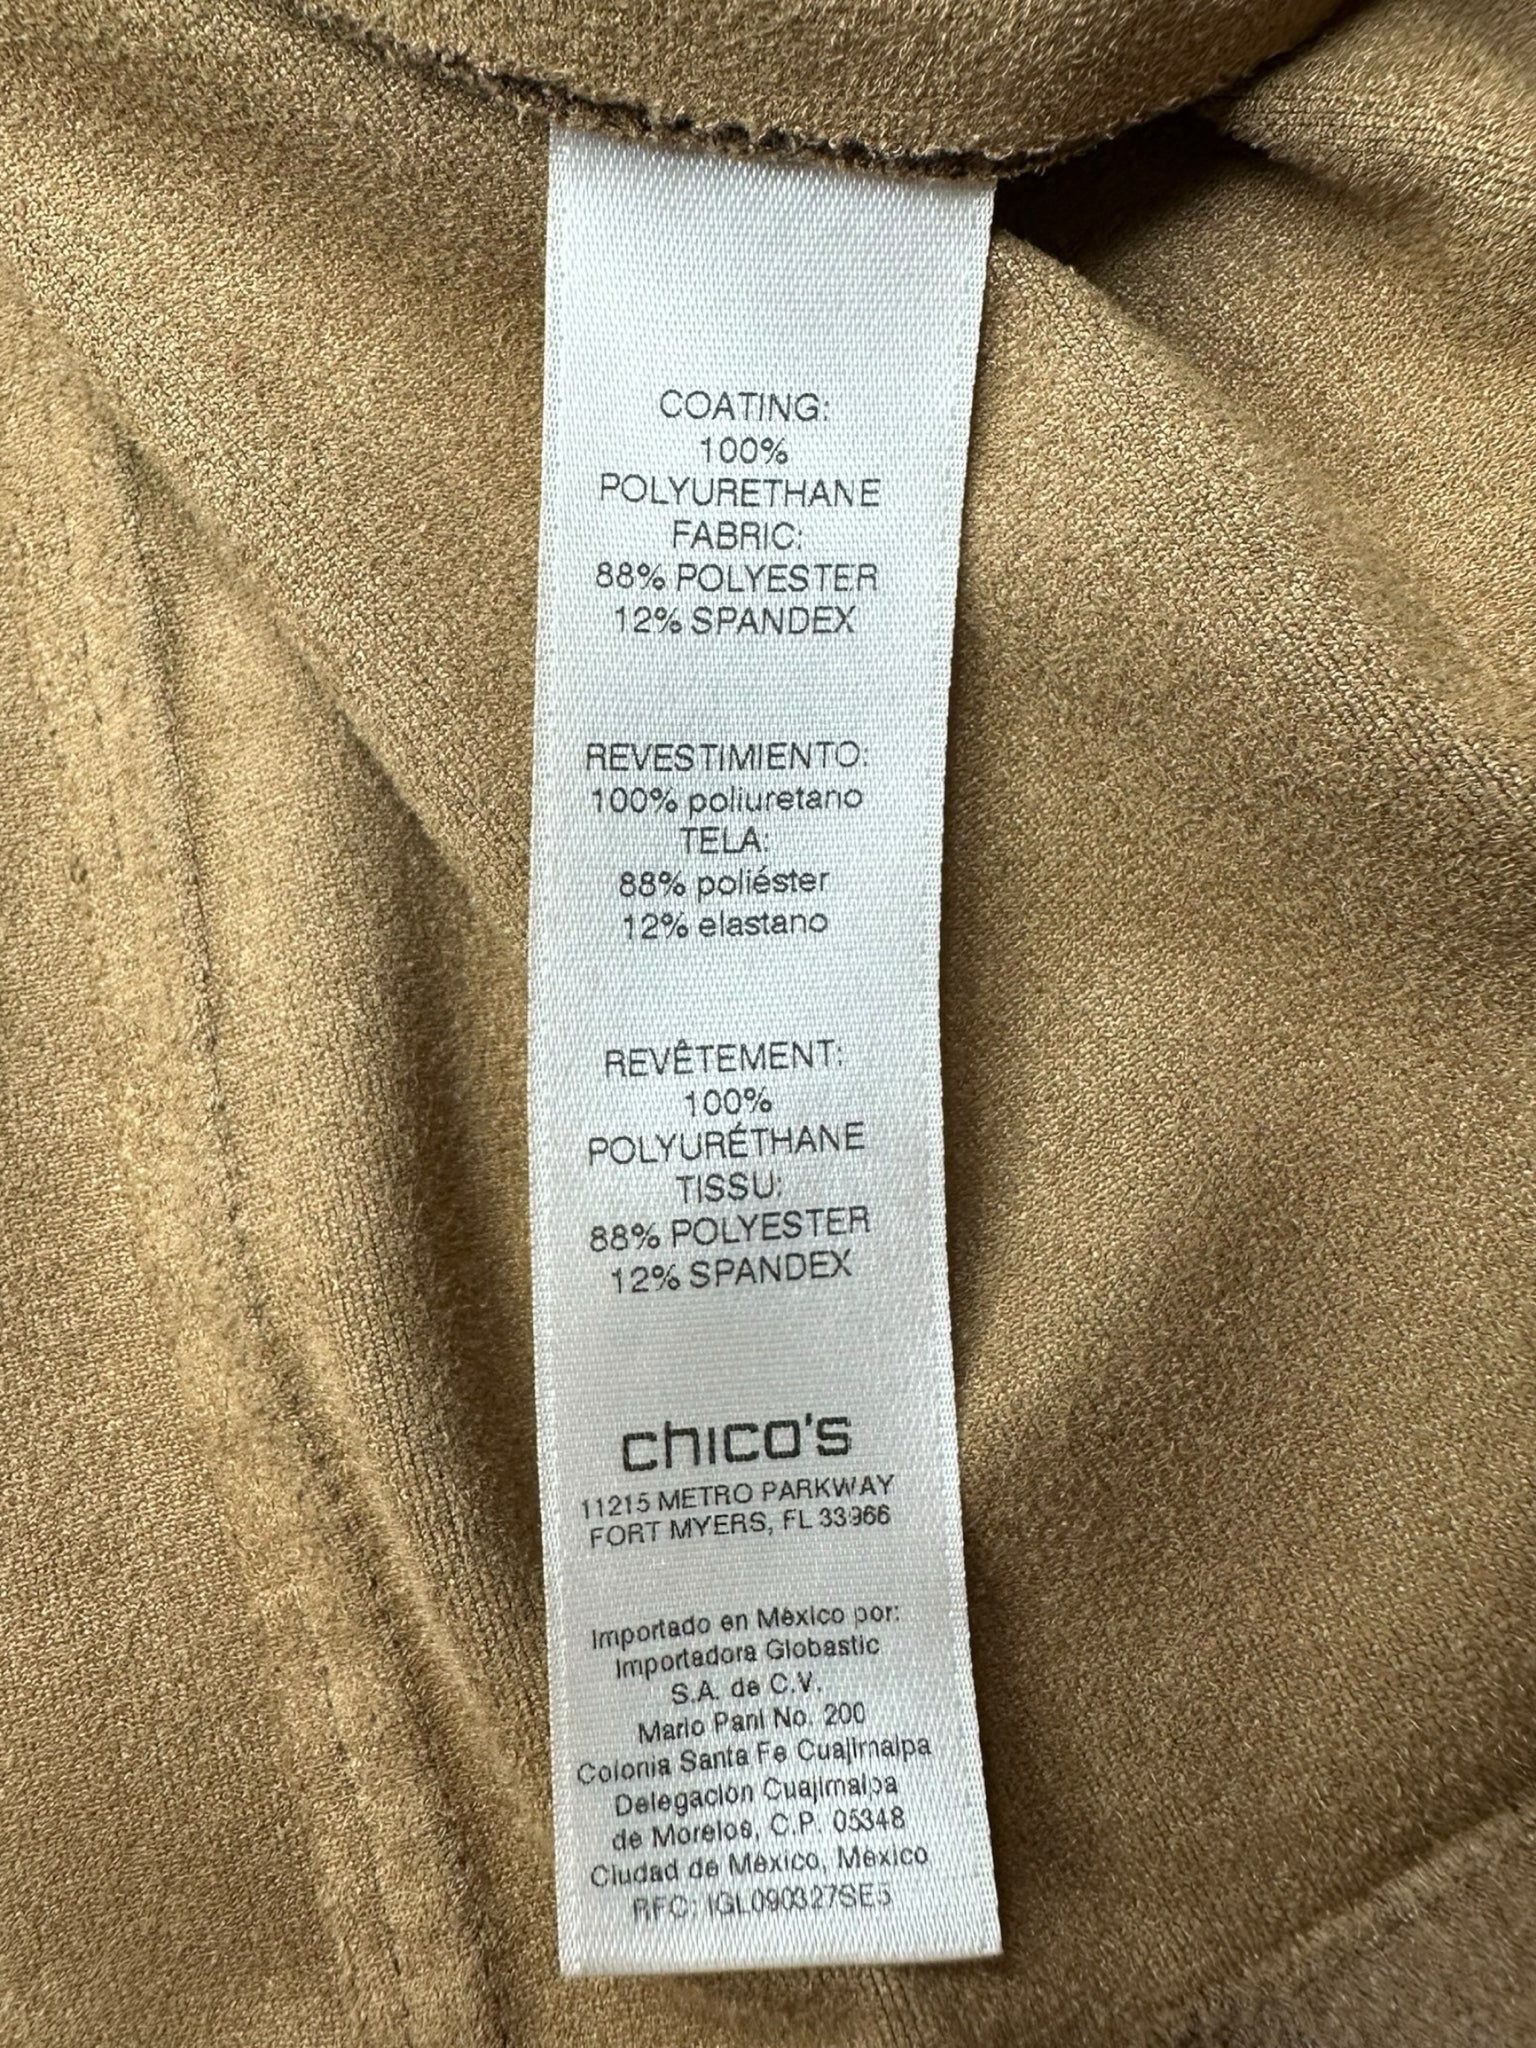 COATING:
100%
POLYURETHANE
FABRIC:
88% POLYESTER
12% SPANDEX
REVESTIMIENTO:
100% poliuretano
TELA:
88% poliéster
12% elastano
REVÊTEMENT:
100%
POLYURÉTHANE
TISSU:
88% POLYESTER
12% SPANDEX
chico's
11215 METRO PARKWAY
FORT MYERS, FL 33966
Importado en México por:
Importadora Globastic
S.A. de C.V.
Mario Pani No. 200
Colonia Santa Fe Cuajimalpa
Delegación Cuajimalpa
de Morelos, C.P. 05348
Ciudad de México, México
RFC: IGL090327SE5